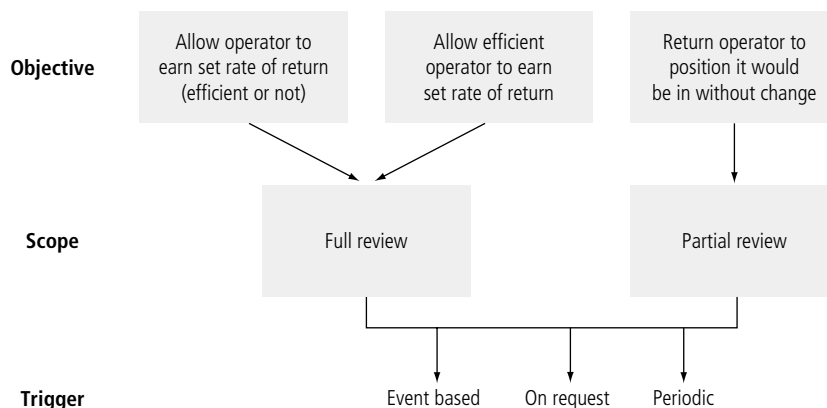 Objective
Allow operator to
earn set rate of return
(efficient or not)
Allow efficient
operator to earn
set rate of return
Return operator to
position it would
be in without change
Scope
Full review
Partial review
Trigger
Event based
On request
Periodic